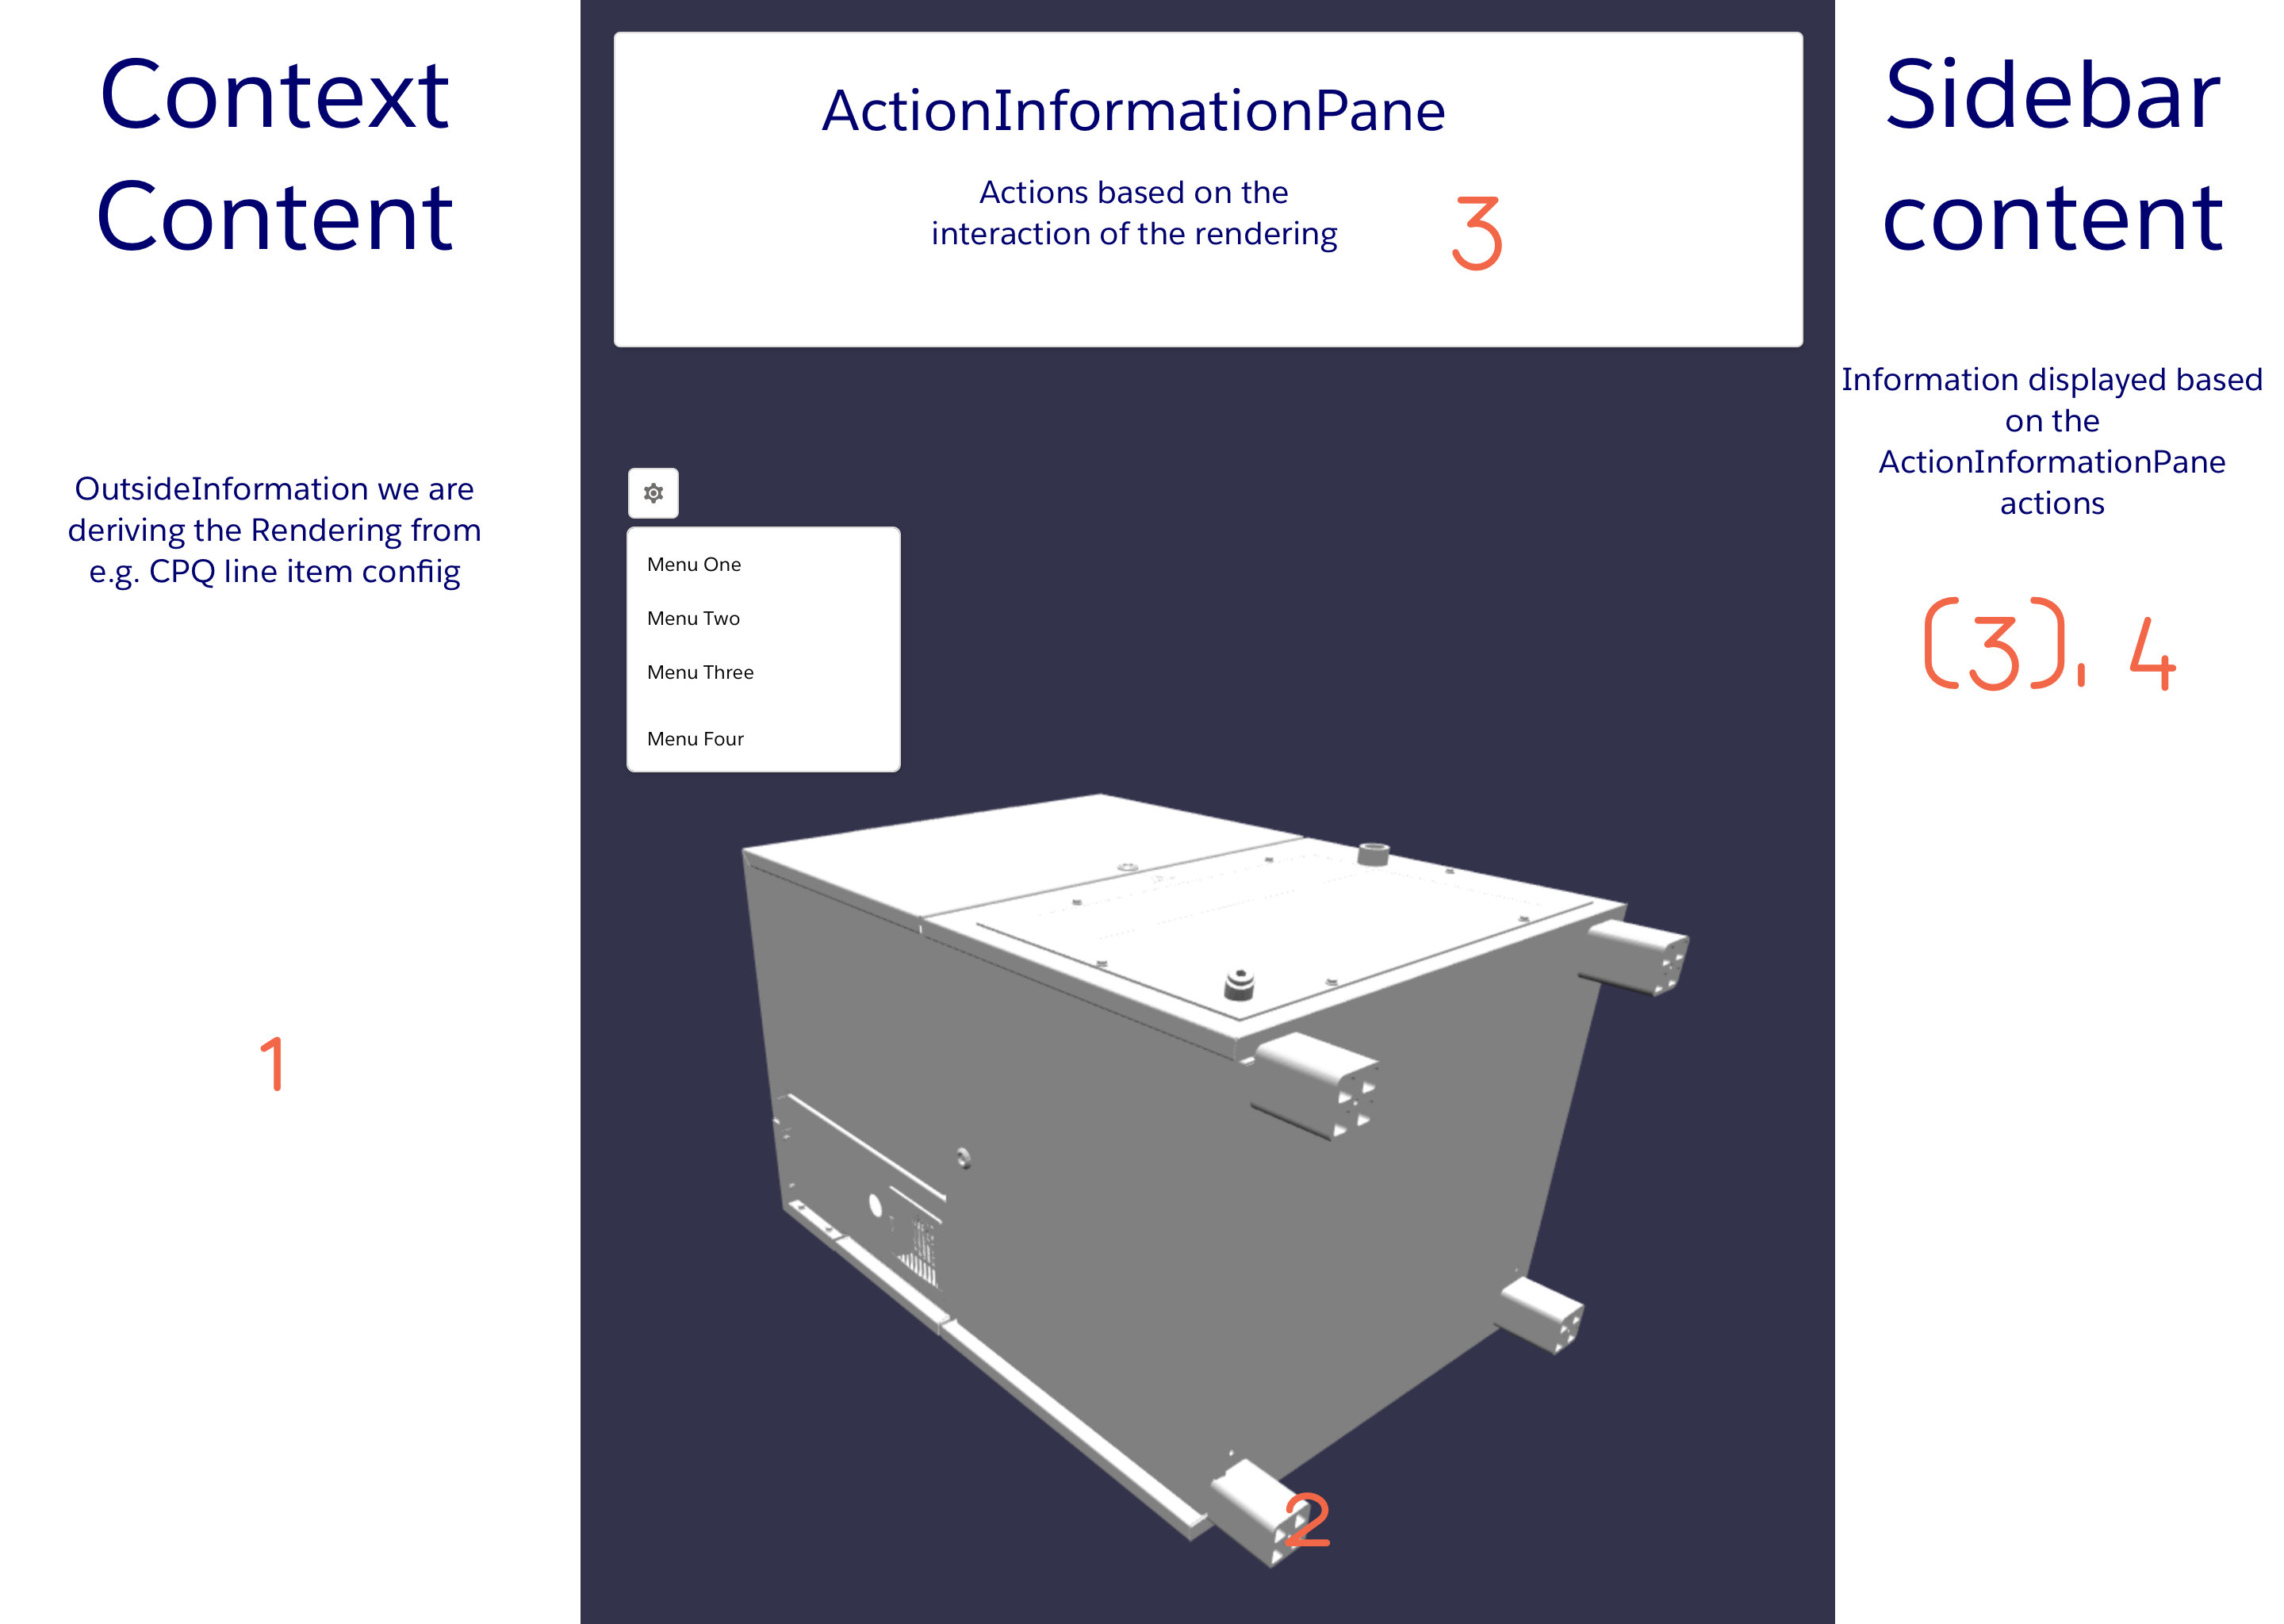 Context
Content
OutsideInformation we are
deriving the Rendering from
e.g. CPQ line item confiig
1
ActionInformationPane
Actions based on the
interaction of the rendering
3
Menu One
Menu Two
Menu Three
Menu Four
2
Sidebar
content
Information displayed based
on the
ActionInformationPane
actions
(3), 4